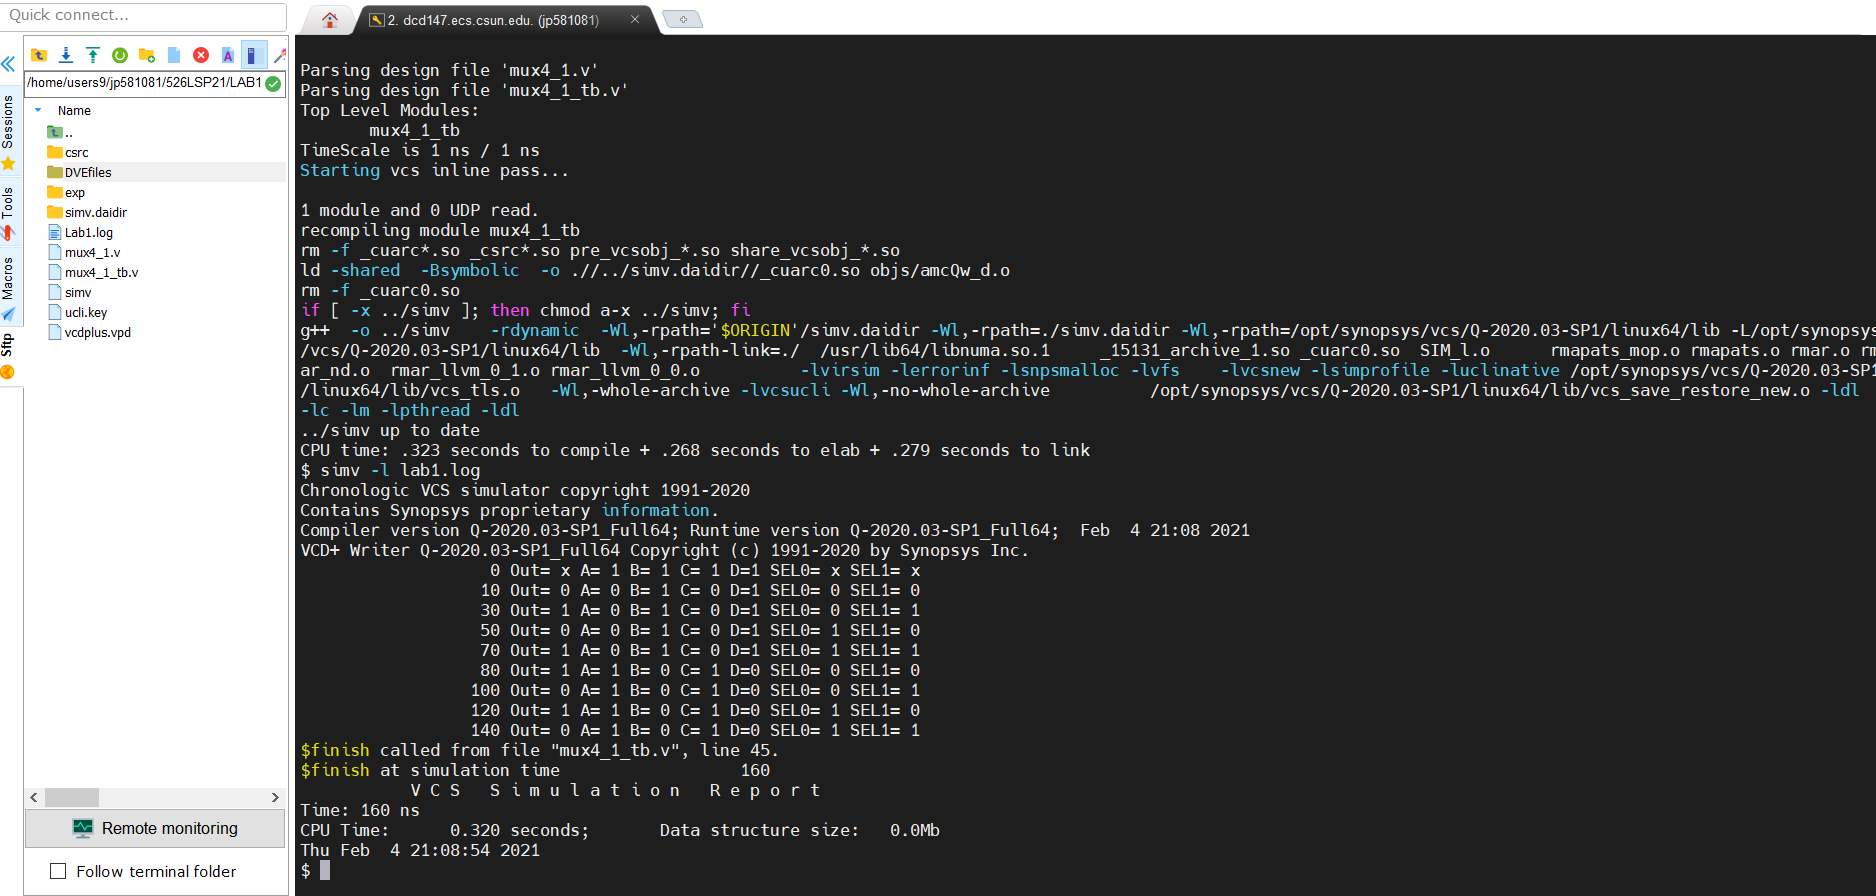 Quick connect...
2. dcd147.ecs.csun.edu. (jp581081)
/home/users9/jp581081/526LSP21/LAB1
Sessions
Tools
Macros
Sftp
Name
..
csrc
DVEfiles
exp
simv.daidir
Lab1.log
mux4_1.v
mux4_1_tb.v
simv
ucli.key
vcdplus.vpd
Remote monitoring
Follow terminal folder
Parsing design file 'mux4_1.v'
Parsing design file 'mux4_1_tb.v'
Top Level Modules:
mux4_1_tb
TimeScale is 1 ns / 1 ns
Starting vcs inline pass...
1 module and 0 UDP read.
recompiling module mux4_1_tb
rm -f _cuarc*.so _csrc*.so pre_vcsobj_*.so share_vcsobj_*.so
ld -shared -Bsymbolic -o .//../simv.daidir//_cuarc0.so objs/amcQw_d.o
rm -f _cuarc0.so
if [ -x ../simv ]; then chmod a-x ../simv; fi
g++ -o ../simv -rdynamic -Wl,-rpath='$ORIGIN'/simv.daidir -Wl,-rpath=./simv.daidir -Wl,-rpath=/opt/synopsys/vcs/Q-2020.03-SP1/linux64/lib -L/opt/synopsys
/vcs/Q-2020.03-SP1/linux64/lib -Wl,-rpath-link=./ /usr/lib64/libnuma.so.1 _15131_archive_1.so _cuarc0.so SIM_l.o rmapats_mop.o rmapats.o rmar.o rm
ar_nd.o rmar_llvm_0_1.o rmar_llvm_0_0.o -lvirsim -lerrorinf -lsnpsmalloc -lvfs -lvcsnew -lsimprofile -luclinative /opt/synopsys/vcs/Q-2020.03-SP1
/linux64/lib/vcs_tls.o -Wl,-whole-archive -lvcsucli -Wl,-no-whole-archive /opt/synopsys/vcs/Q-2020.03-SP1/linux64/lib/vcs_save_restore_new.o -ldl
-lc -lm -lpthread -ldl
../simv up to date
CPU time: .323 seconds to compile + .268 seconds to elab + .279 seconds to link
$ simv -l lab1.log
Chronologic VCS simulator copyright 1991-2020
Contains Synopsys proprietary information.
Compiler version Q-2020.03-SP1_Full64; Runtime version Q-2020.03-SP1_Full64; Feb 4 21:08 2021
VCD+ Writer Q-2020.03-SP1_Full64 Copyright (c) 1991-2020 by Synopsys Inc.
0 Out= x A= 1 B= 1 C= 1 D=1 SEL0= x SEL1= x
10 Out= 0 A= 0 B= 1 C= 0 D=1 SEL0= 0 SEL1= 0
30 Out= 1 A= 0 B= 1 C= 0 D=1 SEL0= 0 SEL1= 1
50 Out= 0 A= 0 B= 1 C= 0 D=1 SEL0= 1 SEL1= 0
70 Out= 1 A= 0 B= 1 C= 0 D=1 SEL0= 1 SEL1= 1
80 Out= 1 A= 1 B= 0 C= 1 D=0 SEL0= 0 SEL1= 0
100 Out= 0 A= 1 B= 0 C= 1 D=0 SEL0= 0 SEL1= 1
120 Out= 1 A= 1 B= 0 C= 1 D=0 SEL0= 1 SEL1= 0
140 Out= 0 A= 1 B= 0 C= 1 D=0 SEL0= 1 SEL1= 1
$finish called from file "mux4_1_tb.v", line 45.
$finish at simulation time 160
V C S S i m u l a t i o n R e p o r t
Time: 160 ns
CPU Time: 0.320 seconds; Data structure size: 0.0Mb
Thu Feb 4 21:08:54 2021
$